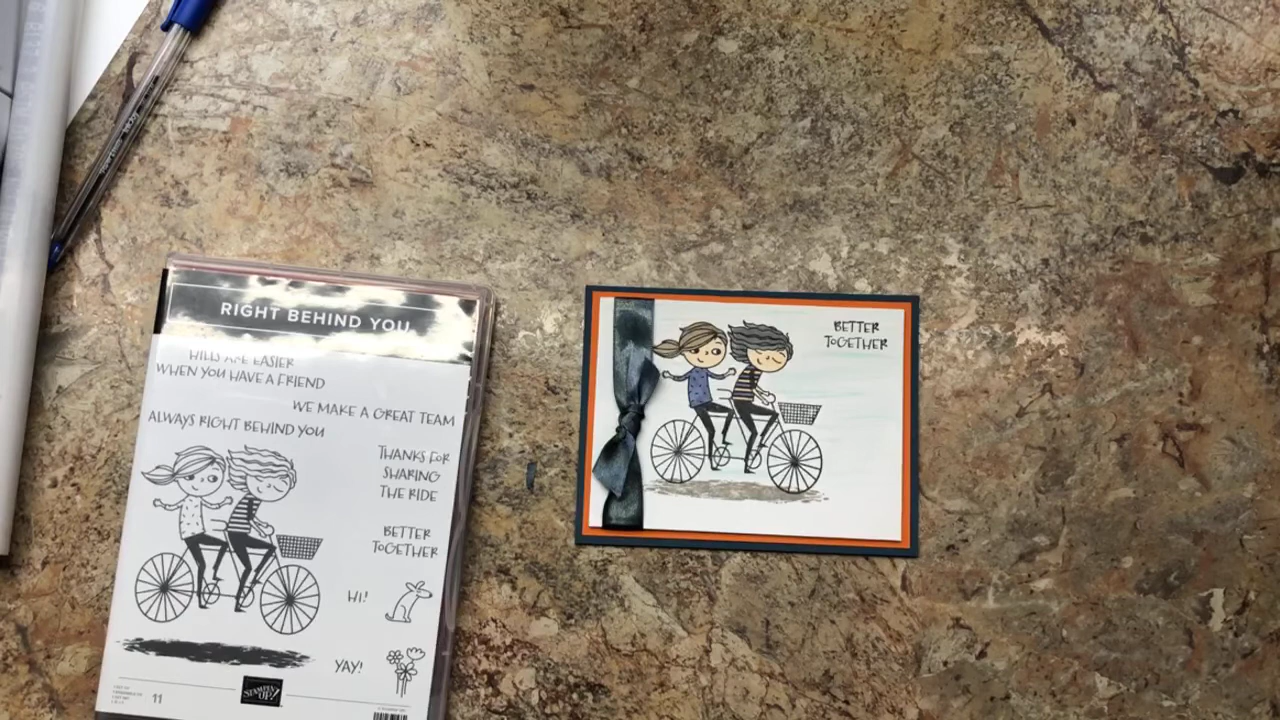 RIGHT BEHIND YOU
HILLS ARE EASIER
WHEN YOU HAVE A FRIEND
WE MAKE A GREAT TEAM
ALWAYS RIGHT BEHIND YOU
THANKS FOR
SHARING
THE RIDE
BETTER
TOGETHER
HI!
YAY!
11
STAMPIN'
UP!
BETTER
TOGETHER